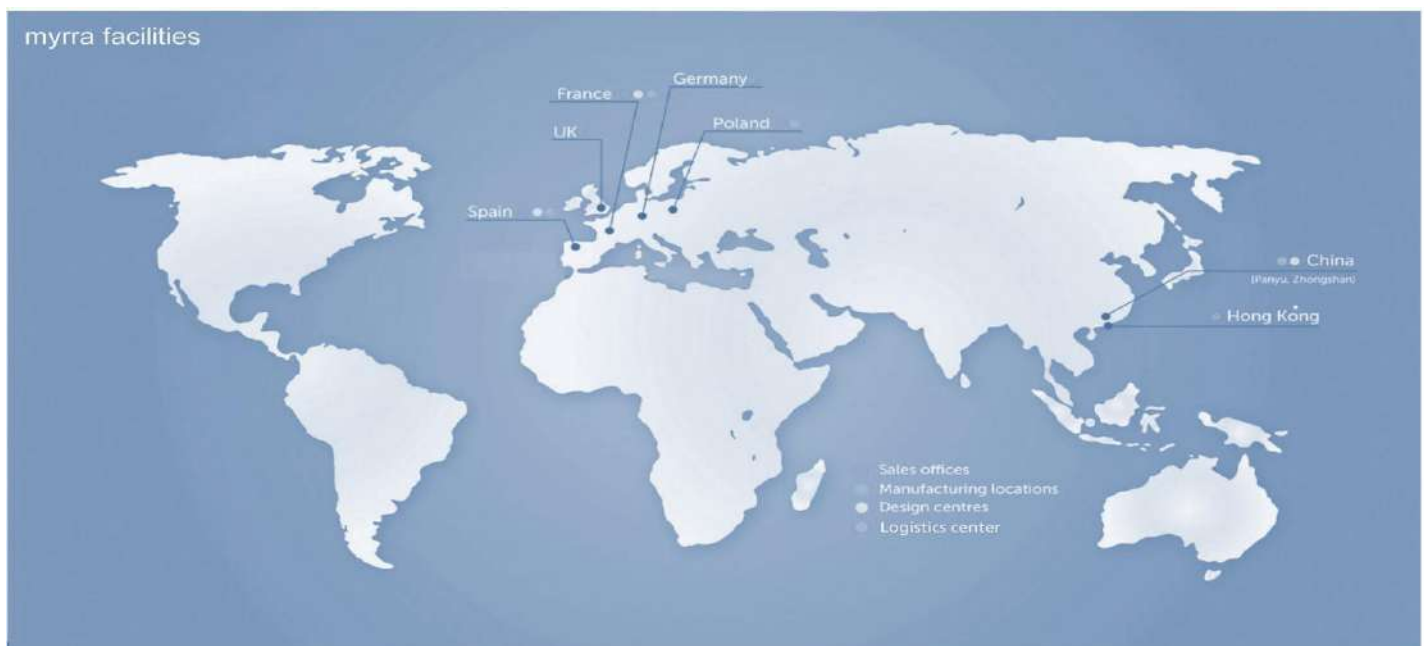 myrra facilities
Germany
France
Poland
UK
Spain
China
(Panyu, Zhongshan)
Hong Kong
Sales offices
Manufacturing locations
Design centres
Logistics center